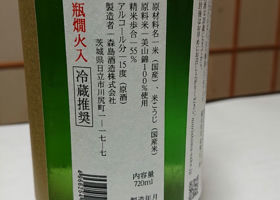 原材料名 米（国産）、米こうじ（国産米）
原料米 美山錦100%使用
精米歩合 55%
アルコール分 15度（原酒）
製造者 森島酒造株式会社
茨城県日立市川尻町1-17-7
瓶燗火入
冷蔵推奨
内容量
720ml
製造年月